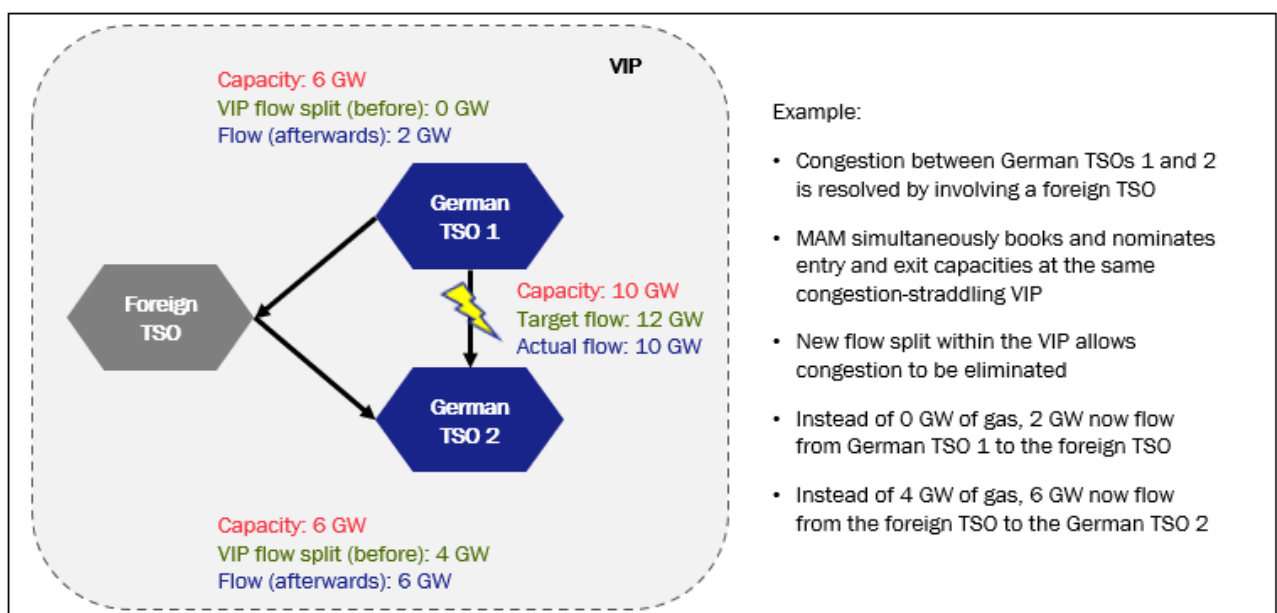 VIP
Capacity: 6 GW
VIP flow split (before): 0 GW
Flow (afterwards): 2 GW
German
TSO 1
Foreign
TSO
Capacity: 10 GW
Target flow: 12 GW
Actual flow: 10 GW
German
TSO 2
Capacity: 6 GW
VIP flow split (before): 4 GW
Flow (afterwards): 6 GW
Example:
• Congestion between German TSOs 1 and 2
is resolved by involving a foreign TSO
• MAM simultaneously books and nominates
entry and exit capacities at the same
congestion-straddling VIP
• New flow split within the VIP allows
congestion to be eliminated
• Instead of 0 GW of gas, 2 GW now flow
from German TSO 1 to the foreign TSO
• Instead of 4 GW of gas, 6 GW now flow
from the foreign TSO to the German TSO 2